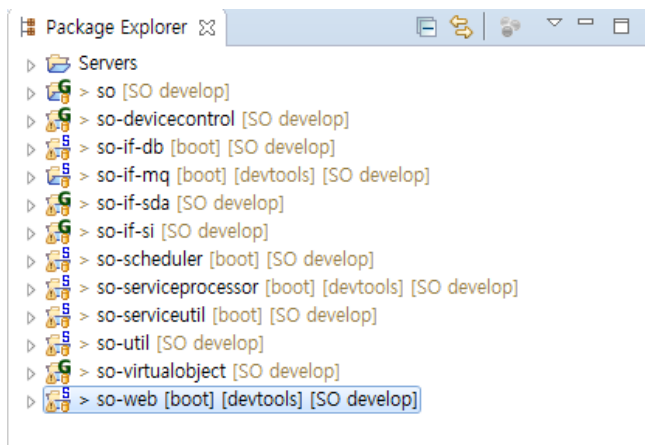 Package Explorer
Servers
> so [SO develop]
> so-devicecontrol [SO develop]
> so-if-db [boot] [SO develop]
> so-if-mq [boot] [devtools] [SO develop]
> so-if-sda [SO develop]
> so-if-si [SO develop]
> so-scheduler [boot] [SO develop]
> so-serviceprocessor [boot] [devtools] [SO develop]
> so-serviceutil [boot] [SO develop]
> so-util [SO develop]
> so-virtualobject [SO develop]
> so-web [boot] [devtools] [SO develop]